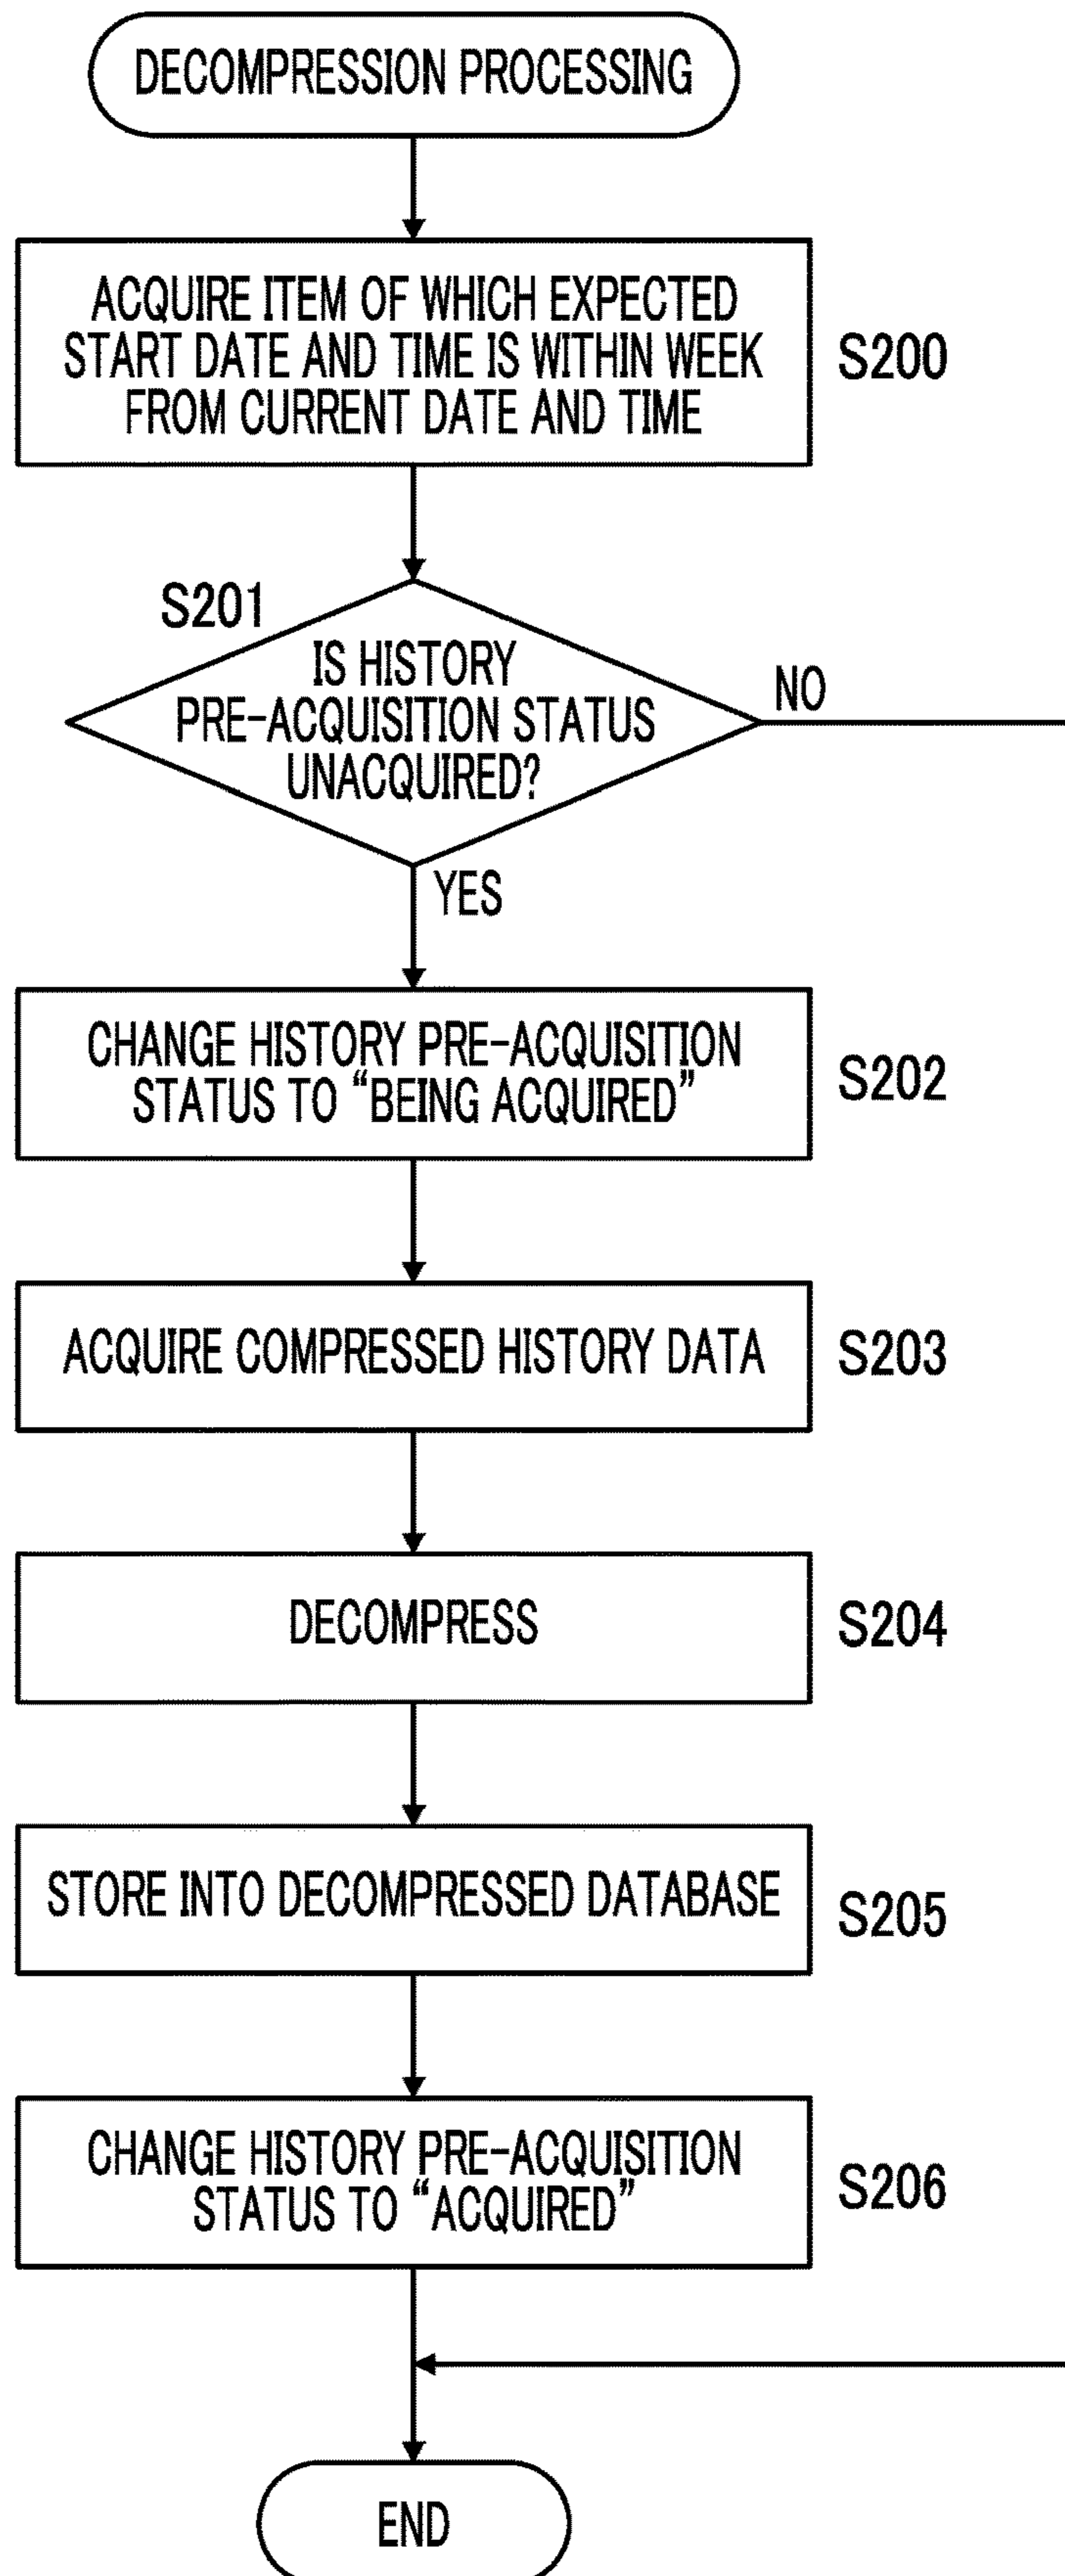 DECOMPRESSION PROCESSING
ACQUIRE ITEM OF WHICH EXPECTED
START DATE AND TIME IS WITHIN WEEK
FROM CURRENT DATE AND TIME
S200
S201
IS HISTORY
PRE-ACQUISITION STATUS
UNACQUIRED?
NO
YES
CHANGE HISTORY PRE-ACQUISITION
STATUS TO “BEING ACQUIRED”
S202
ACQUIRE COMPRESSED HISTORY DATA
S203
DECOMPRESS
S204
STORE INTO DECOMPRESSED DATABASE
S205
CHANGE HISTORY PRE-ACQUISITION
STATUS TO “ACQUIRED”
S206
END